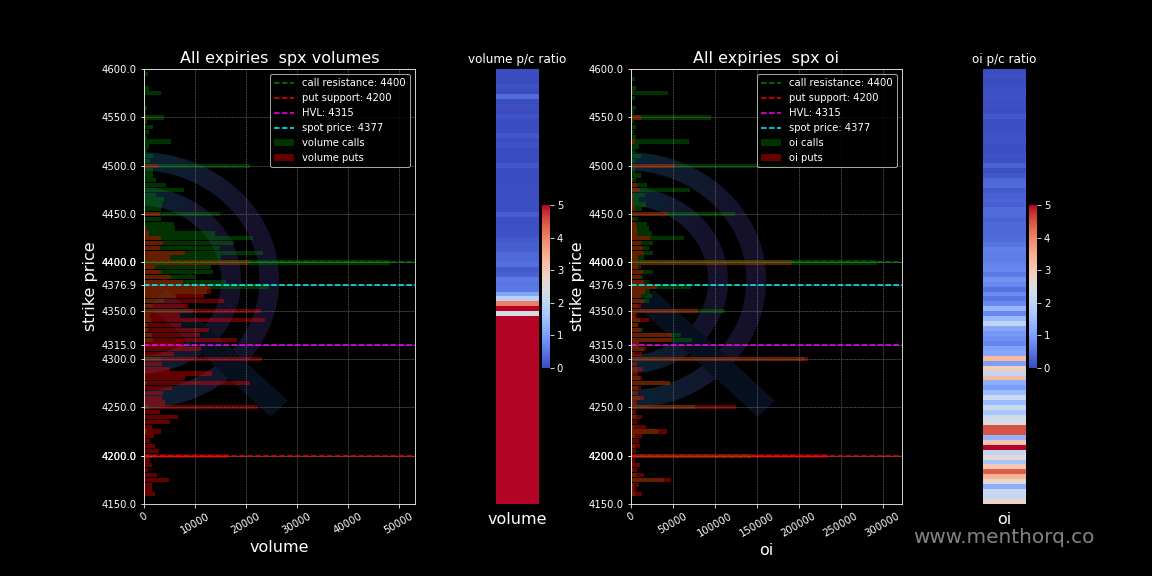 All expiries  spx volumes
volume p/c ratio
All expiries  spx oi
oi p/c ratio
call resistance: 4400
put support: 4200
HVL: 4315
spot price: 4377
volume calls
volume puts
call resistance: 4400
put support: 4200
HVL: 4315
spot price: 4377
oi calls
oi puts
strike price
4600.0
4550.0
4500.0
4450.0
4400.0
4376.9
4350.0
4315.0
4300.0
4250.0
4200.0
4150.0
0
10000
20000
30000
40000
50000
volume
5
4
3
2
1
0
volume
strike price
4600.0
4550.0
4500.0
4450.0
4400.0
4376.9
4350.0
4315.0
4300.0
4250.0
4200.0
4150.0
0
50000
100000
150000
200000
250000
300000
oi
5
4
3
2
1
0
oi
www.menthorq.co